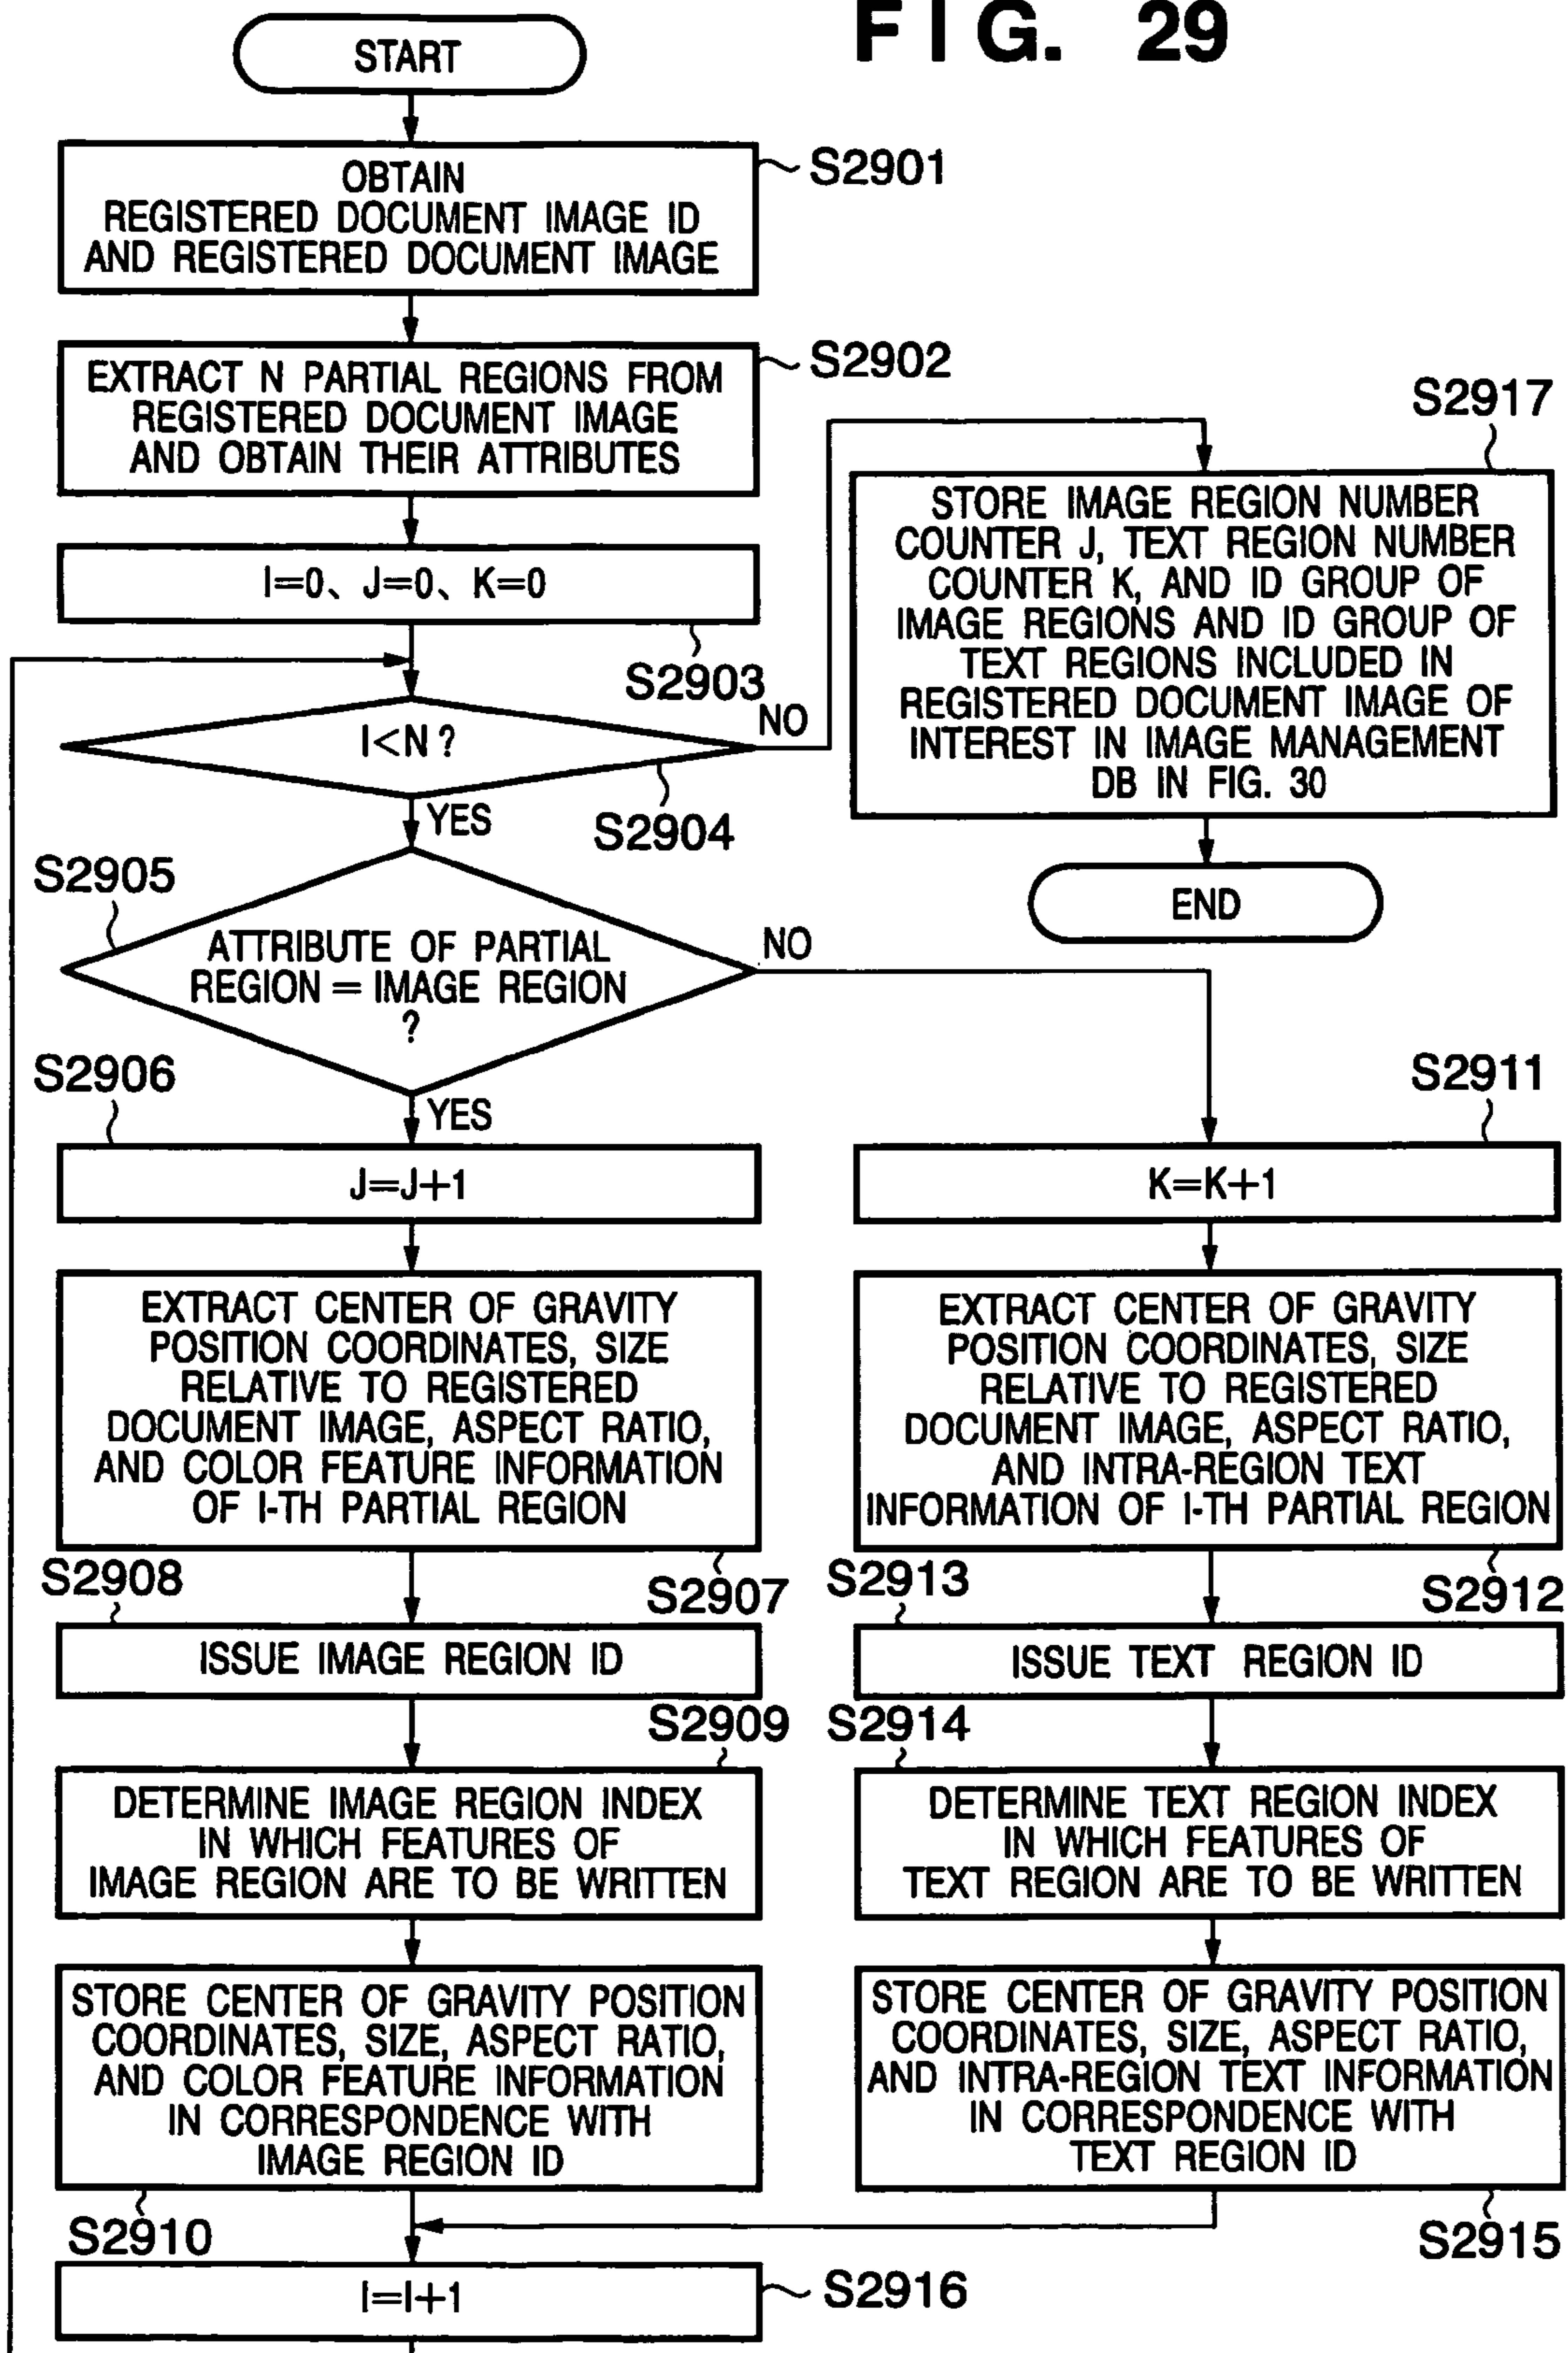 FIG. 29
START
S2901
OBTAIN
REGISTERED DOCUMENT IMAGE ID
AND REGISTERED DOCUMENT IMAGE
S2902
EXTRACT N PARTIAL REGIONS FROM
REGISTERED DOCUMENT IMAGE
AND OBTAIN THEIR ATTRIBUTES
I=0、J=0、K=0
S2903
I<N ?
NO
YES
S2904
S2917
STORE IMAGE REGION NUMBER
COUNTER J, TEXT REGION NUMBER
COUNTER K, AND ID GROUP OF
IMAGE REGIONS AND ID GROUP OF
TEXT REGIONS INCLUDED IN
REGISTERED DOCUMENT IMAGE OF
INTEREST IN IMAGE MANAGEMENT
DB IN FIG. 30
END
S2905
ATTRIBUTE OF PARTIAL
REGION = IMAGE REGION
?
NO
YES
S2906
J=J+1
EXTRACT CENTER OF GRAVITY
POSITION COORDINATES, SIZE
RELATIVE TO REGISTERED
DOCUMENT IMAGE, ASPECT RATIO,
AND COLOR FEATURE INFORMATION
OF I-TH PARTIAL REGION
S2907
S2908
ISSUE IMAGE REGION ID
S2909
DETERMINE IMAGE REGION INDEX
IN WHICH FEATURES OF
IMAGE REGION ARE TO BE WRITTEN
STORE CENTER OF GRAVITY POSITION
COORDINATES, SIZE, ASPECT RATIO,
AND COLOR FEATURE INFORMATION
IN CORRESPONDENCE WITH
IMAGE REGION ID
S2910
S2911
K=K+1
EXTRACT CENTER OF GRAVITY
POSITION COORDINATES, SIZE
RELATIVE TO REGISTERED
DOCUMENT IMAGE, ASPECT RATIO,
AND INTRA-REGION TEXT
INFORMATION OF I-TH PARTIAL REGION
S2912
S2913
ISSUE TEXT REGION ID
S2914
DETERMINE TEXT REGION INDEX
IN WHICH FEATURES OF
TEXT REGION ARE TO BE WRITTEN
STORE CENTER OF GRAVITY POSITION
COORDINATES, SIZE, ASPECT RATIO,
AND INTRA-REGION TEXT INFORMATION
IN CORRESPONDENCE WITH
TEXT REGION ID
S2915
I=I+1
S2916